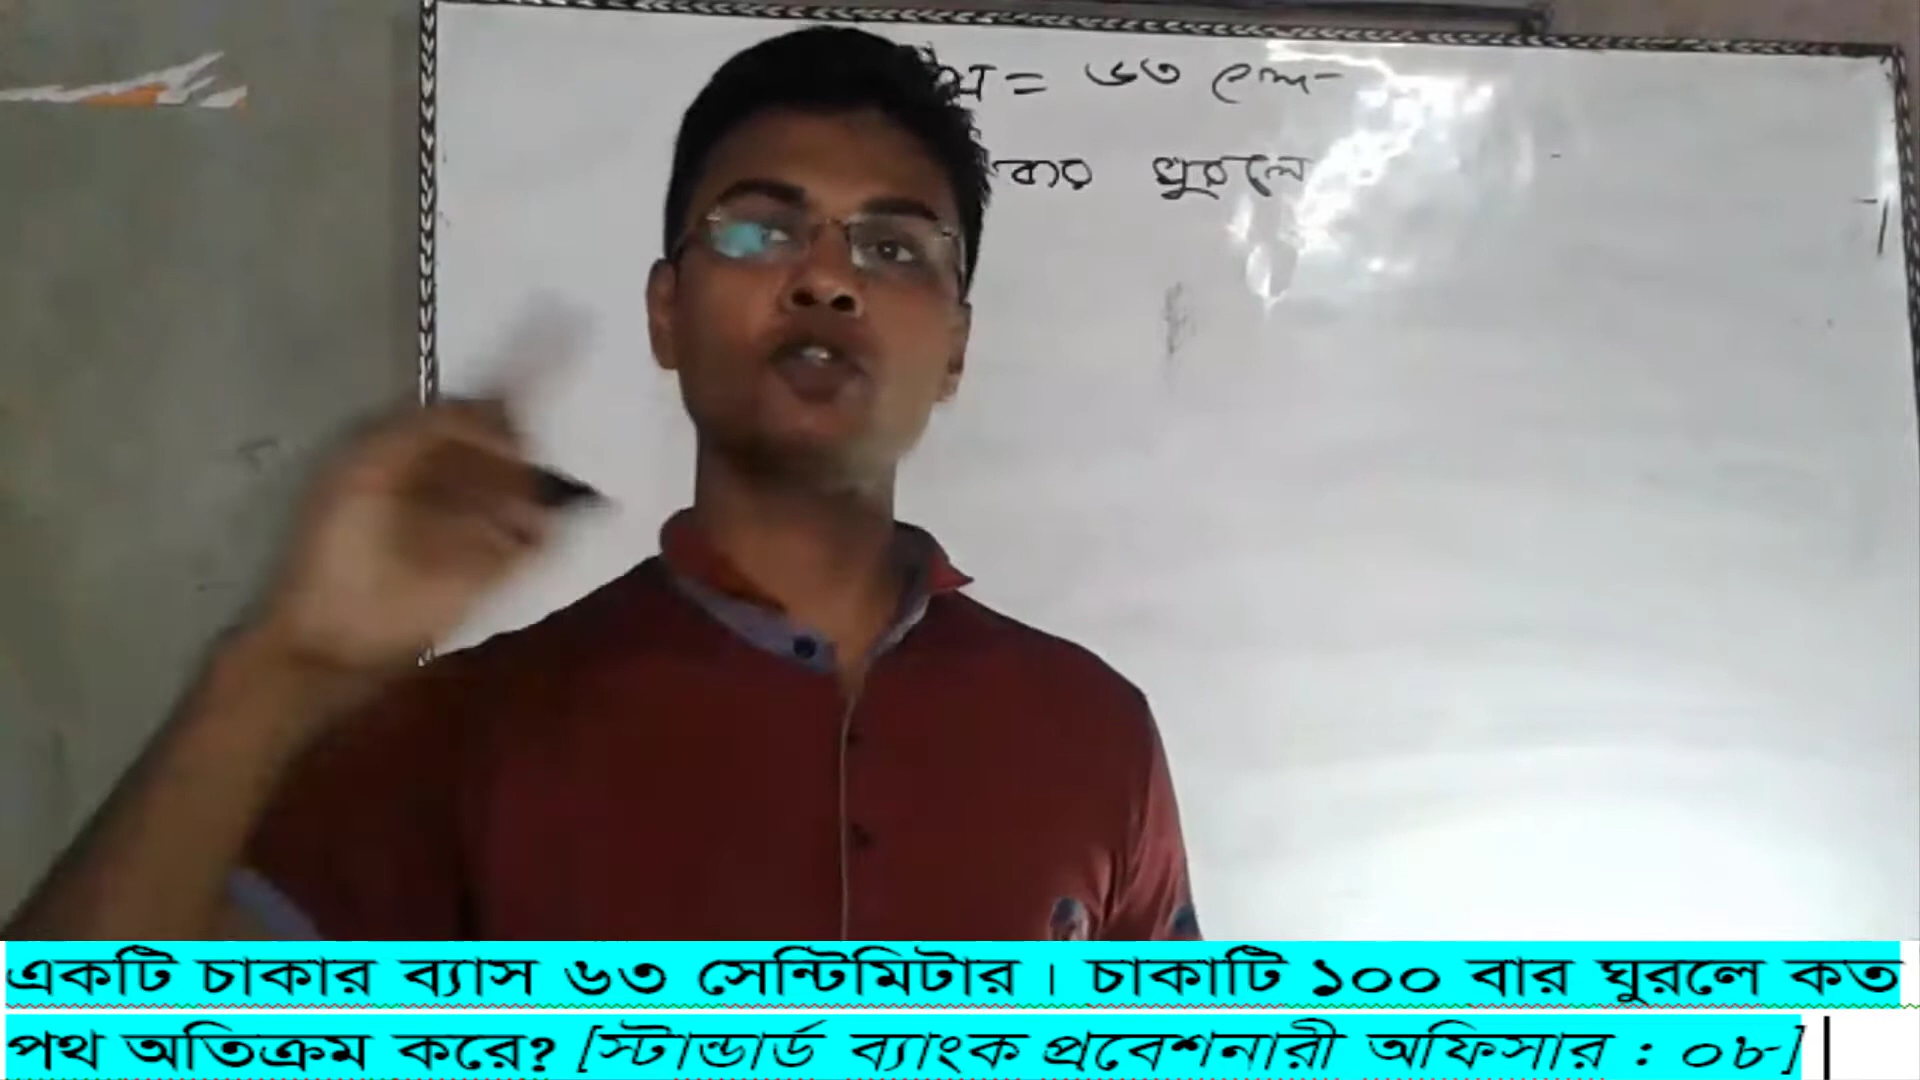 = ৬৩ সেমি
বার ঘুরলে
একটি চাকার ব্যাস ৬৩ সেন্টিমিটার। চাকাটি ১০০ বার ঘুরলে কত
পথ অতিক্রম করে? [স্টান্ডার্ড ব্যাংক প্রবেশনারী অফিসার : ০৮]